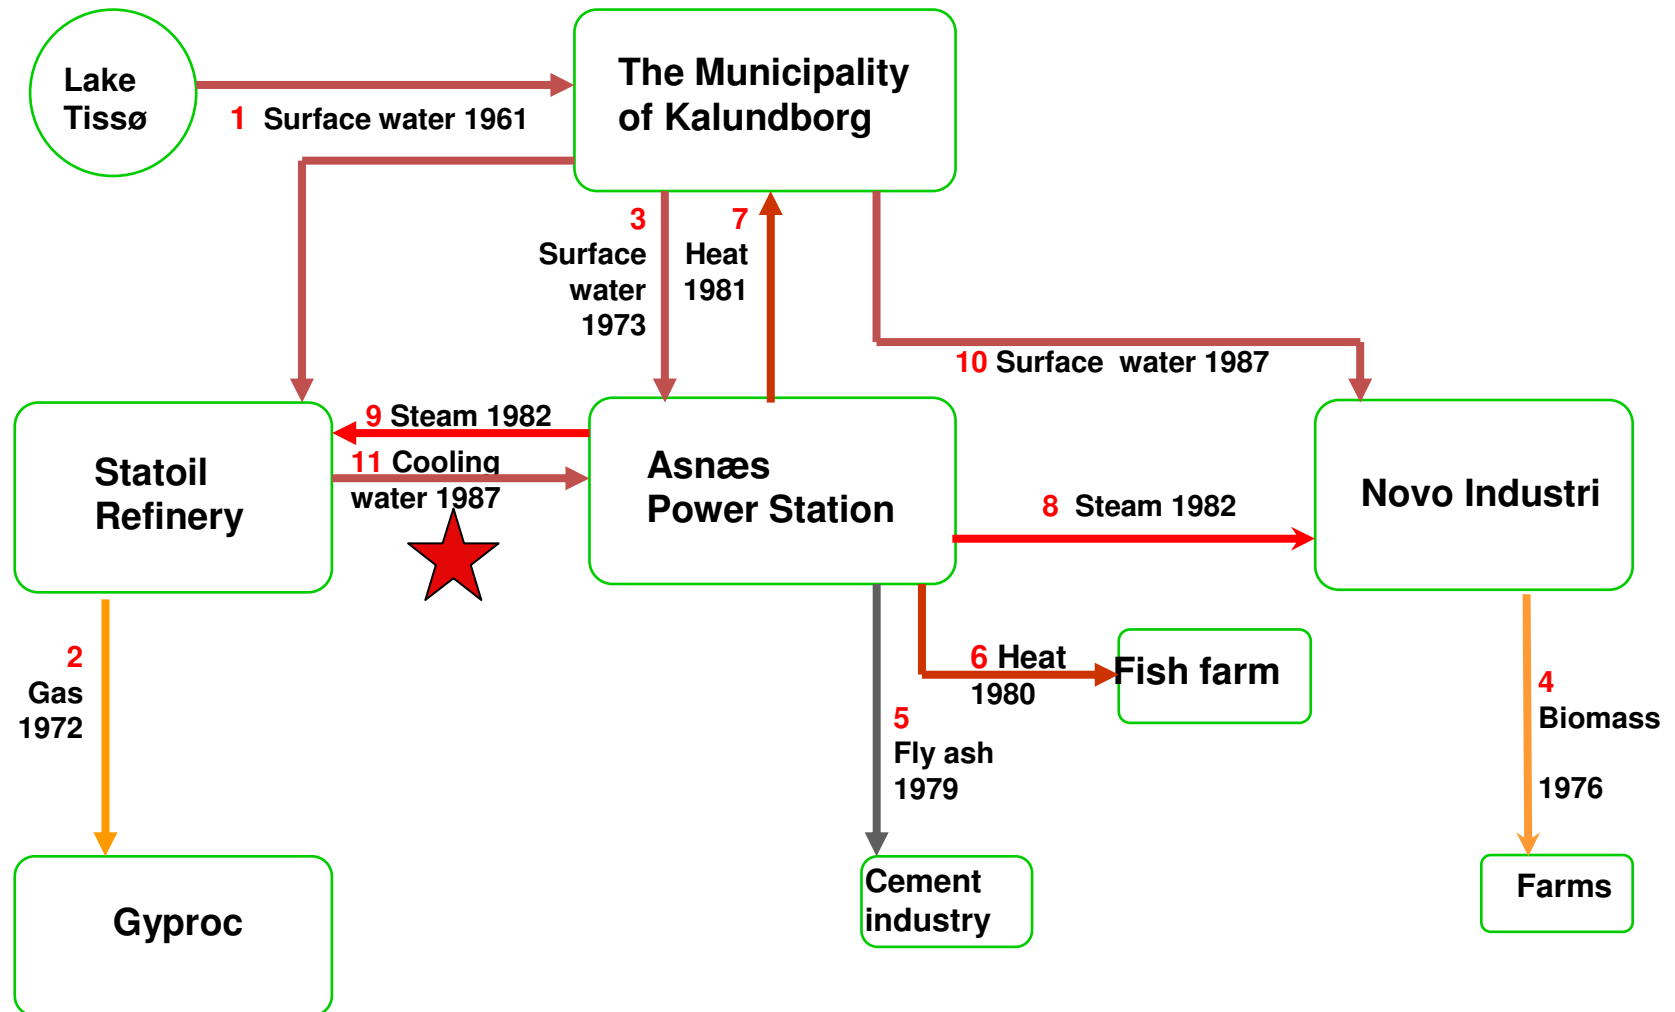 Lake
Tissø
1 Surface water 1961
The Municipality
of Kalundborg
3
Surface
water
1973
7
Heat
1981
10 Surface water 1987
9 Steam 1982
11 Cooling
water 1987
Statoil
Refinery
Asnæs
Power Station
8 Steam 1982
Novo Industri
2
Gas
1972
6 Heat
1980
Fish farm
5
Fly ash
1979
4
Biomass
1976
Gyproc
Cement
industry
Farms